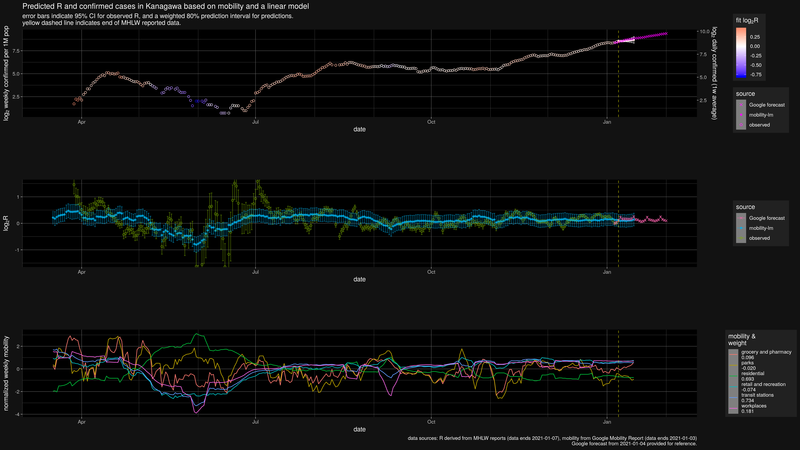 Predicted R and confirmed cases in Kanagawa based on mobility and a linear model
error bars indicate 95% CI for observed R, and a weighted 80% prediction interval for predictions.
yellow dashed line indicates end of MHLW reported data.
log₂ weekly confirmed per 1M pop
7.5
5.0
2.5
10.0
7.5
5.0
2.5
log₂ daily confirmed (1w average)
Apr
Jul
Oct
Jan
date
fit log₂R
0.25
0.00
-0.25
-0.50
-0.75
source
Google forecast
mobility-lm
observed
log₂R
1
0
-1
Apr
Jul
Oct
Jan
date
source
Google forecast
mobility-lm
observed
normalized weekly mobility
2
0
-2
-4
Apr
Jul
Oct
Jan
date
mobility &
weight
grocery and pharmacy
0.096
parks
-0.020
residential
0.693
retail and recreation
-0.074
transit stations
0.734
workplaces
0.181
data sources: R derived from MHLW reports (data ends 2021-01-07), mobility from Google Mobility Report (data ends 2021-01-03)
Google forecast from 2021-01-04 provided for reference.